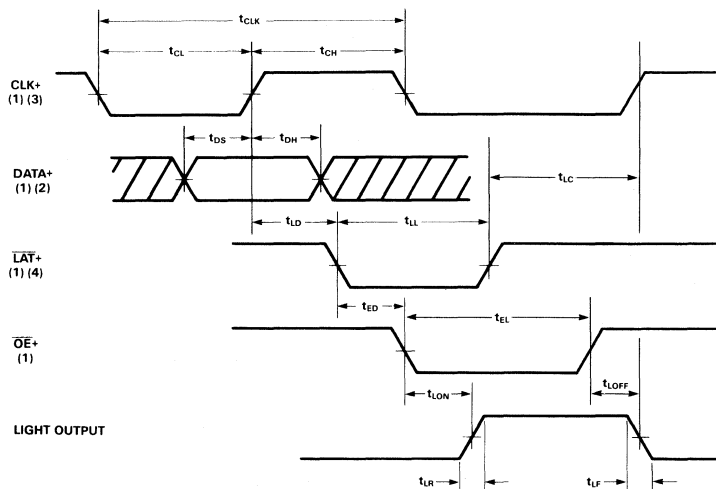 tCLK
tCL
tCH
CLK+
(1) (3)
tDS
tDH
DATA+
(1) (2)
tLC
tLD
tLL
LAT+
(1) (4)
tED
tEL
OE+
(1)
tLON
tLOFF
LIGHT OUTPUT
tLR
tLF